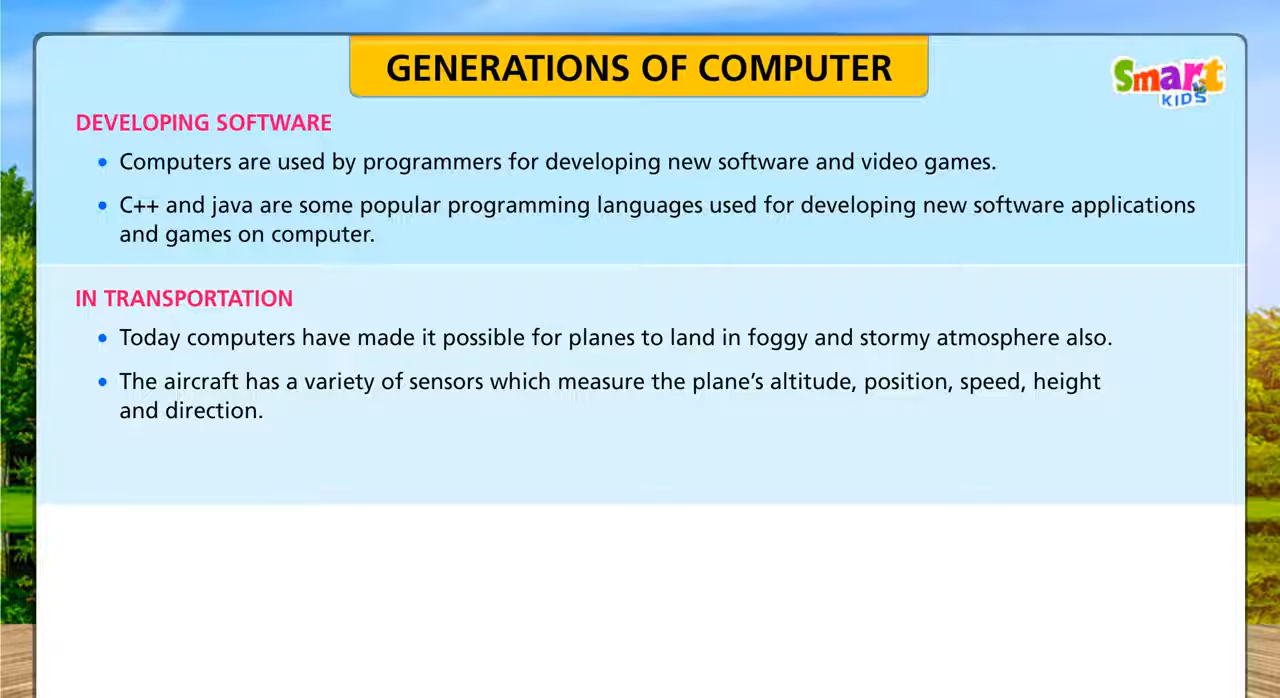 GENERATIONS OF COMPUTER
Smart
KIDS
DEVELOPING SOFTWARE
• Computers are used by programmers for developing new software and video games.
• C++ and java are some popular programming languages used for developing new software applications
and games on computer.
IN TRANSPORTATION
• Today computers have made it possible for planes to land in foggy and stormy atmosphere also.
• The aircraft has a variety of sensors which measure the plane’s altitude, position, speed, height
and direction.